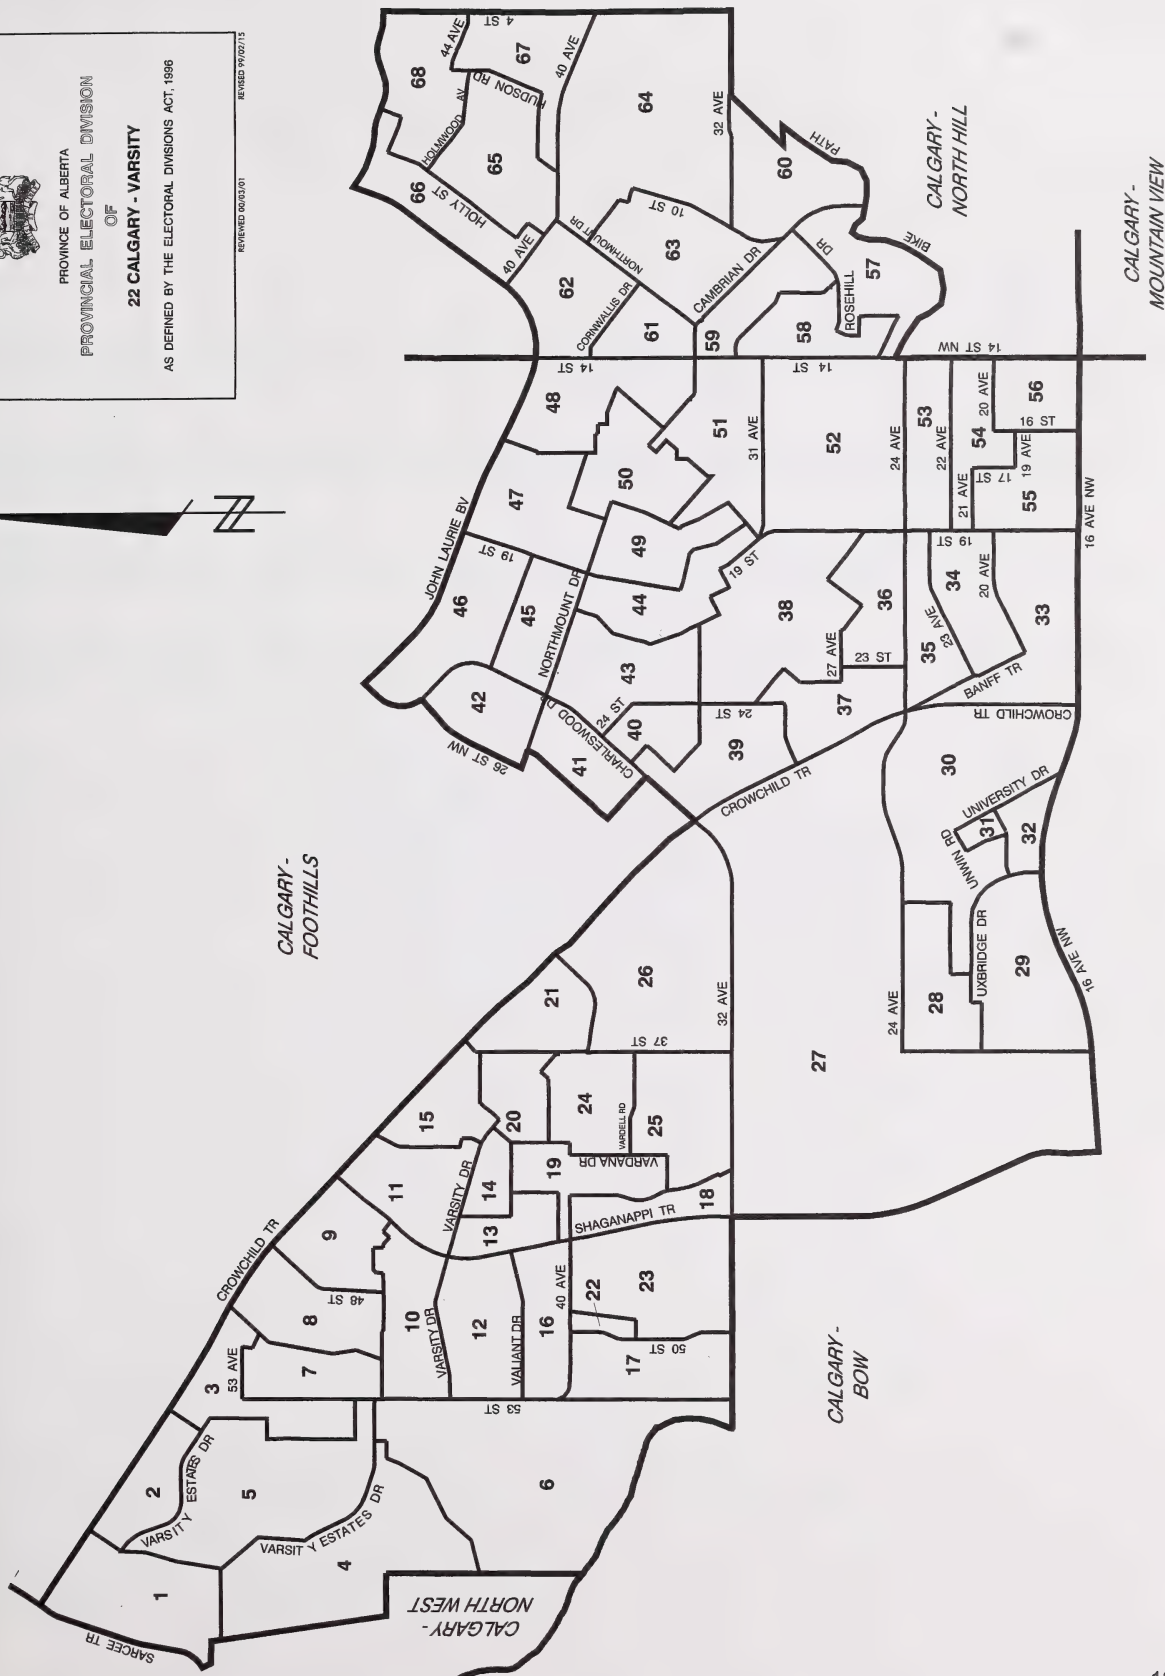 PROVINCE OF ALBERTA
PROVINCIAL ELECTORAL DIVISION
OF
22 CALGARY - VARSITY
AS DEFINED BY THE ELECTORAL DIVISIONS ACT, 1996
REVIEWED 00/03/01
REVISED 99/02/15
CALGARY -
FOOTHILLS
CALGARY -
NORTH HILL
CALGARY -
MOUNTAIN VIEW
CALGARY -
BOW
CALGARY -
NORTH WEST
SARCEE TR
1
2
VARSITY
ESTATES DR
3
53 AVE
4
VARSITY ESTATES DR
5
6
7
8
48 ST
9
CROWCHILD TR
10
VARSITY DR
11
VARSITY DR
12
VALIANT DR
13
14
15
16
40 AVE
53 ST
17
50 ST
18
SHAGANAPPI TR
19
VARDANA DR
20
21
22
23
24
VARDELL RD
25
26
37 ST
32 AVE
27
28
24 AVE
29
UXBRIDGE DR
16 AVE NW
30
31
UNWIN RD
UNIVERSITY DR
32
CROWCHILD TR
33
BANFF TR
34
20 AVE
23 AVE
35
36
23 ST
27 AVE
37
CROWCHILD TR
38
19 ST
39
24 ST
40
24 ST
41
CHARLESWOOD DR
26 ST NW
42
43
44
NORTHMOUNT DR
45
46
JOHN LAURIE BV
19 ST
47
48
49
50
51
31 AVE
52
24 AVE
53
22 AVE
19 ST
54
20 AVE
21 AVE
17 ST
19 AVE
55
16 ST
56
16 AVE NW
14 ST NW
14 ST
14 ST
57
ROSEHILL
DR
58
59
CAMBRIAN DR
BIKE
PATH
60
61
CORNWALLIS DR
62
NORTHMOUNT DR
40 AVE
63
10 ST
64
32 AVE
40 AVE
65
HOLMWOOD AV
66
HOLLY ST
67
HUDSON RD
4 ST
44 AVE
68